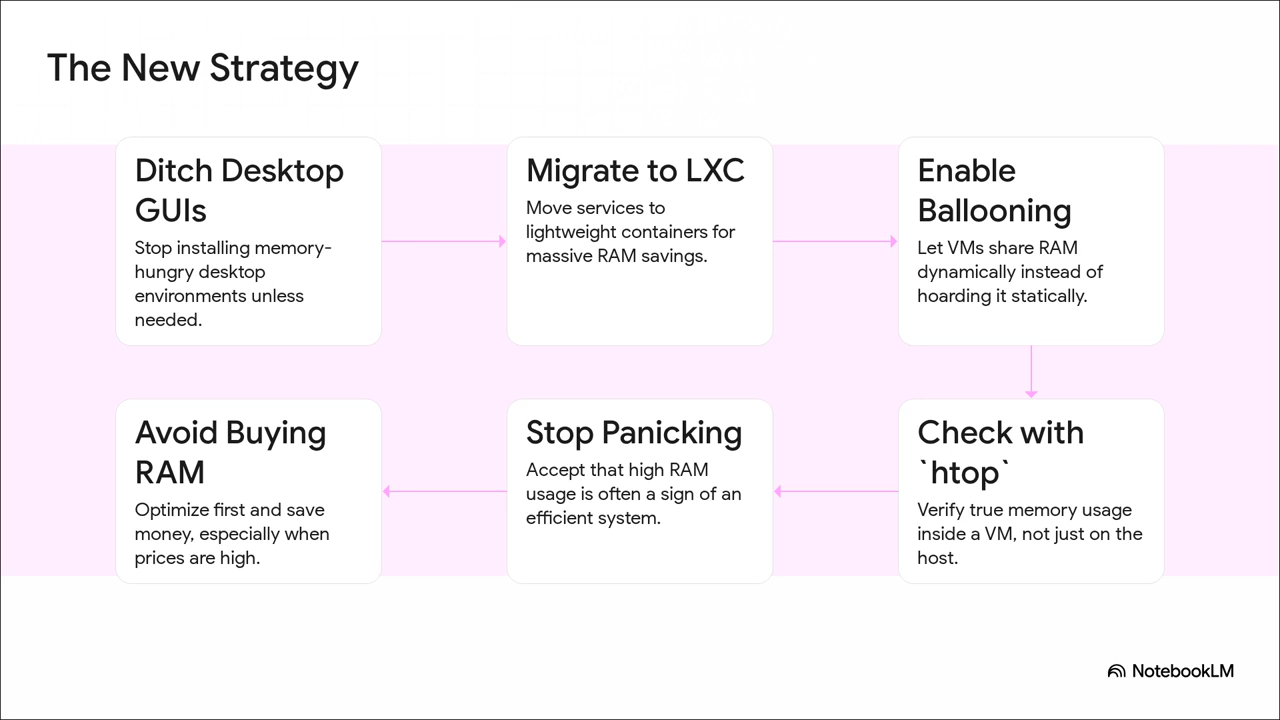 The New Strategy
Ditch Desktop
GUIs
Stop installing memory-
hungry desktop
environments unless
needed.
Migrate to LXC
Move services to
lightweight containers for
massive RAM savings.
Enable
Ballooning
Let VMs share RAM
dynamically instead of
hoarding it statically.
Check with
`htop`
Verify true memory usage
inside a VM, not just on the
host.
Stop Panicking
Accept that high RAM
usage is often a sign of an
efficient system.
Avoid Buying
RAM
Optimize first and save
money, especially when
prices are high.
NotebookLM